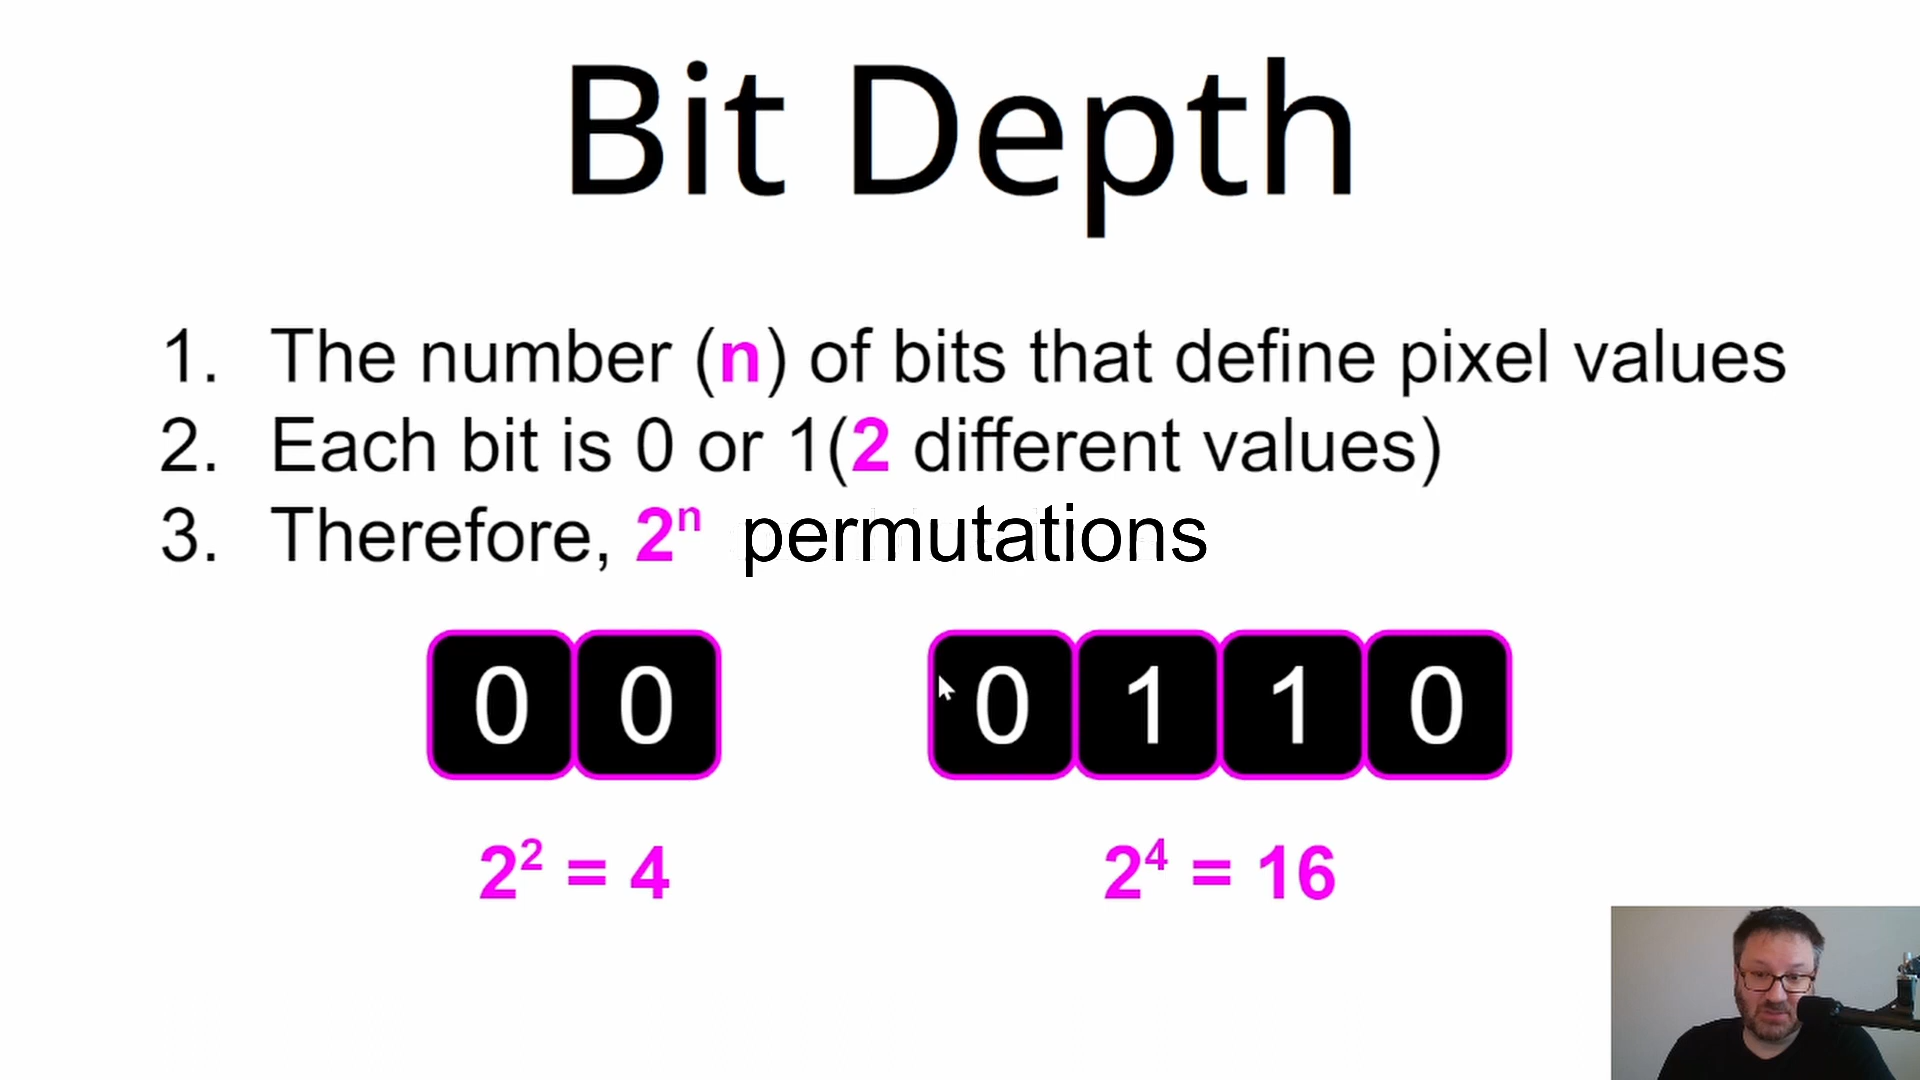 Bit Depth
1. The number (n) of bits that define pixel values
2. Each bit is 0 or 1(2 different values)
3. Therefore, 2ⁿ permutations
0 0 0 1 1 0
2² = 4 2⁴ = 16